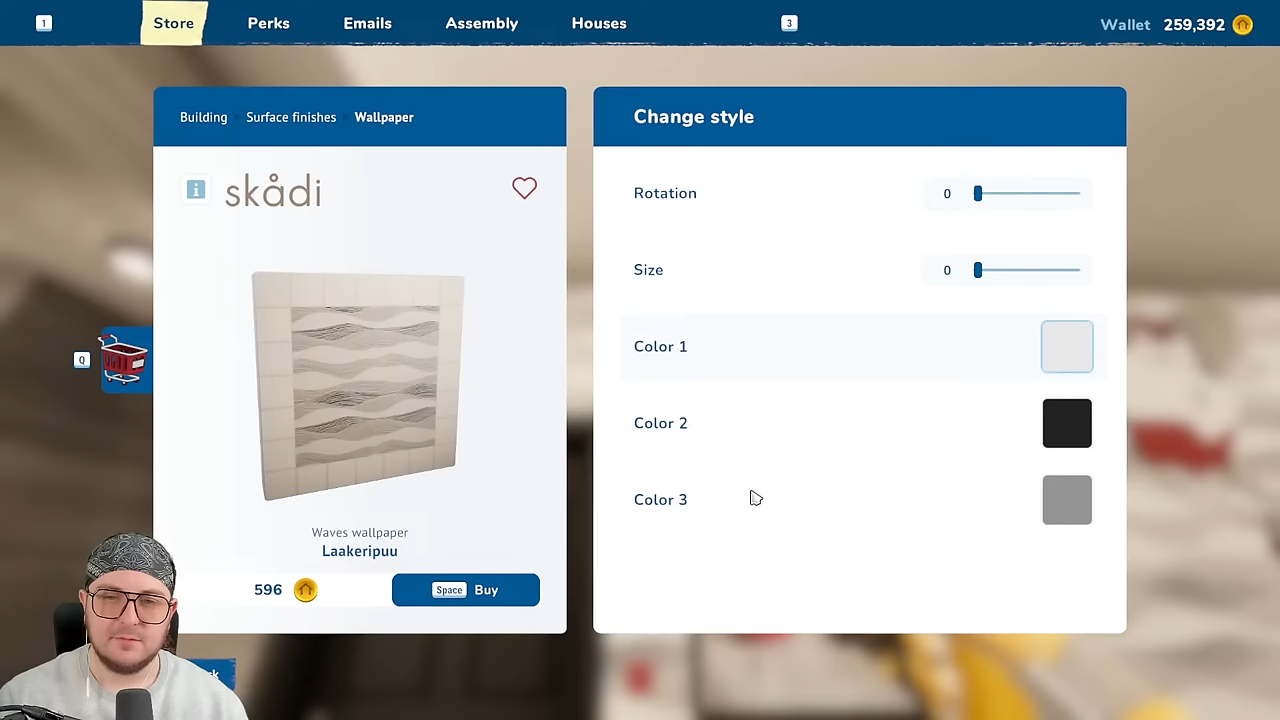 1
Store
Perks
Emails
Assembly
Houses
3
Wallet 259,392
Building Surface finishes Wallpaper
i skådi
Waves wallpaper
Laakeripuu
596
Space Buy
Q
Change style
Rotation 0
Size 0
Color 1
Color 2
Color 3